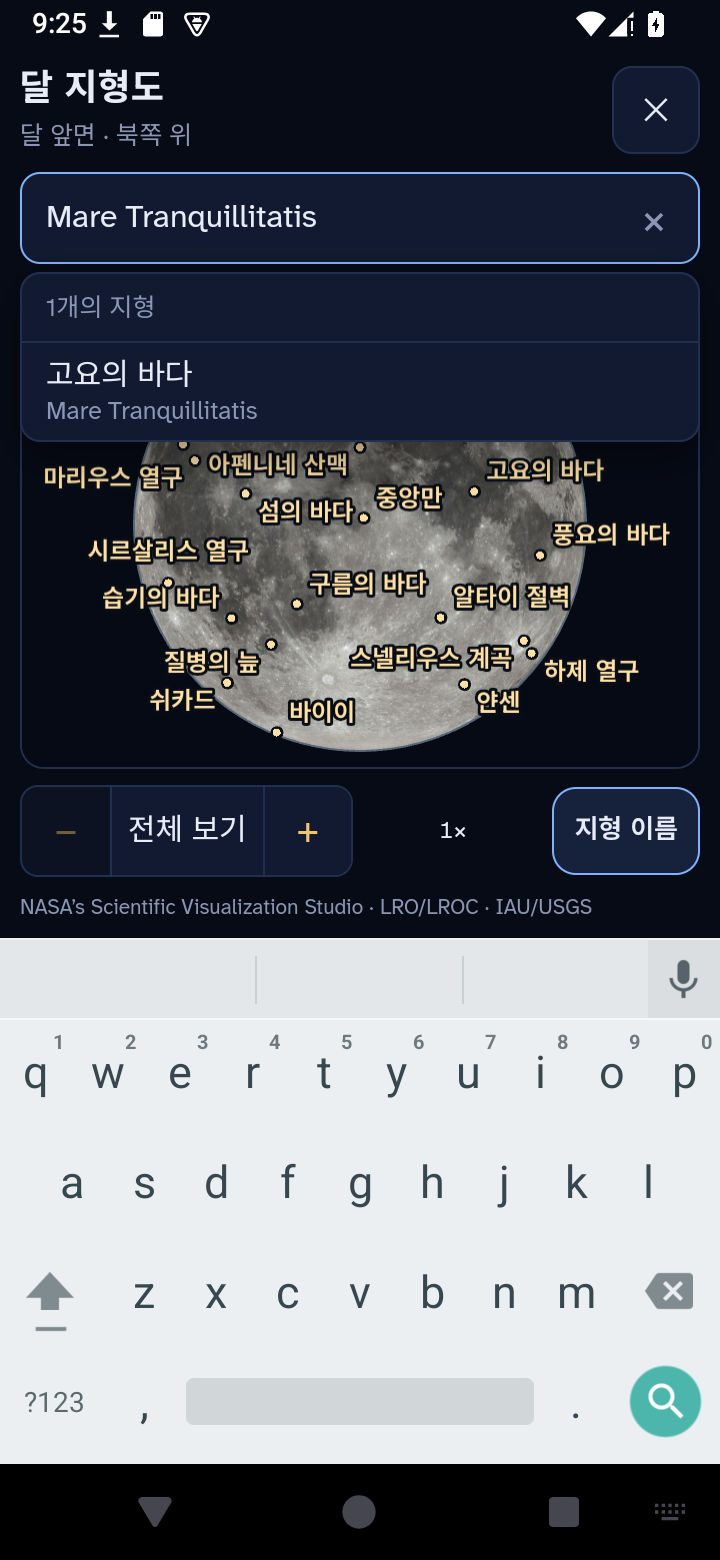 9:25
달 지형도
달 앞면 · 북쪽 위
Mare Tranquillitatis
1개의 지형
고요의 바다
Mare Tranquillitatis
마리우스 열구
아펜니네 산맥
고요의 바다
섬의 바다
중앙만
시르살리스 열구
풍요의 바다
습기의 바다
구름의 바다
알타이 절벽
질병의 늪
스넬리우스 계곡
하제 열구
쉬카드
바이이
얀센
전체 보기
1×
지형 이름
NASA’s Scientific Visualization Studio · LRO/LROC · IAU/USGS
1 2 3 4 5 6 7 8 9 0
q w e r t y u i o p
a s d f g h j k l
z x c v b n m
?123 , .